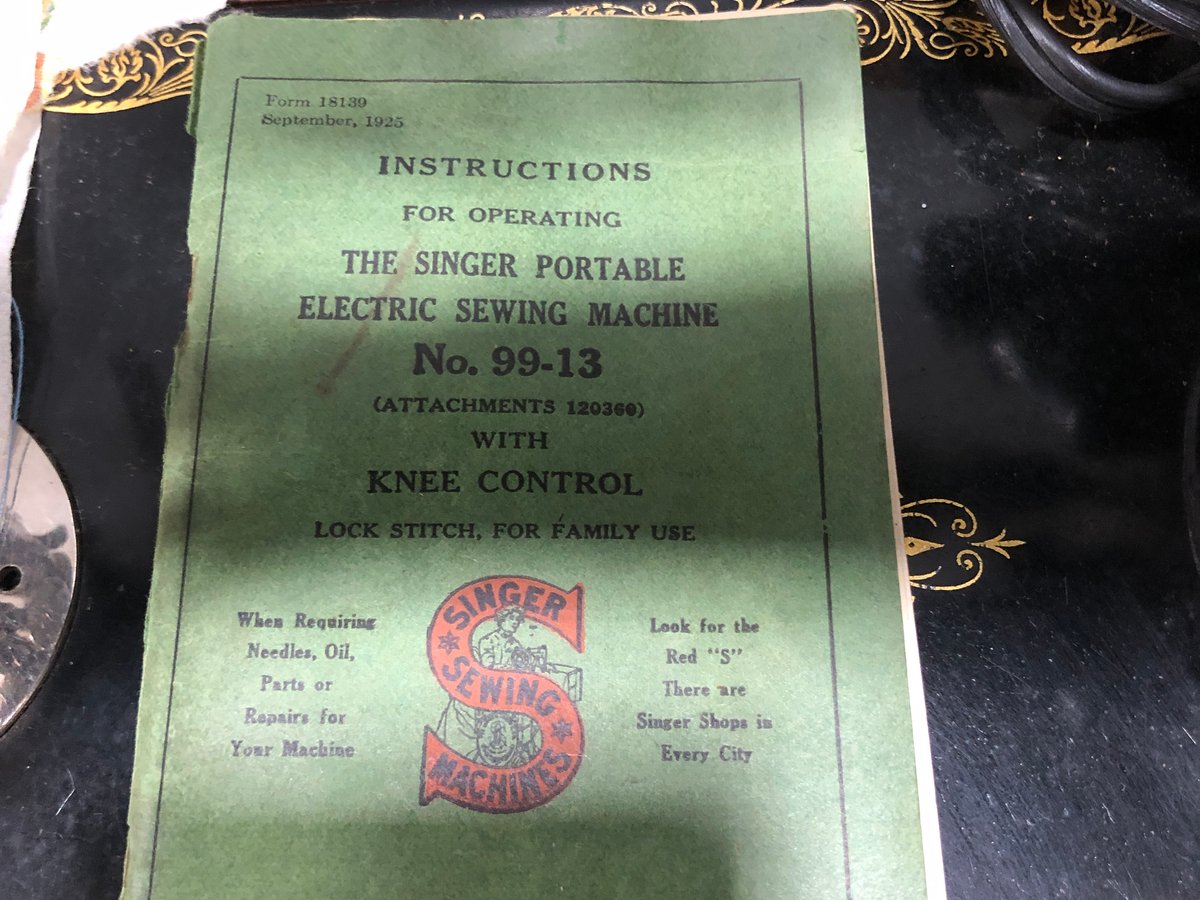 Form 18139
September, 1925
INSTRUCTIONS
FOR OPERATING
THE SINGER PORTABLE
ELECTRIC SEWING MACHINE
No. 99-13
(ATTACHMENTS 120360)
WITH
KNEE CONTROL
LOCK STITCH, FOR FAMILY USE
When Requiring
Needles, Oil,
Parts or
Repairs for
Your Machine
SINGER
SEWING
MACHINES
Look for the
Red "S"
There are
Singer Shops in
Every City